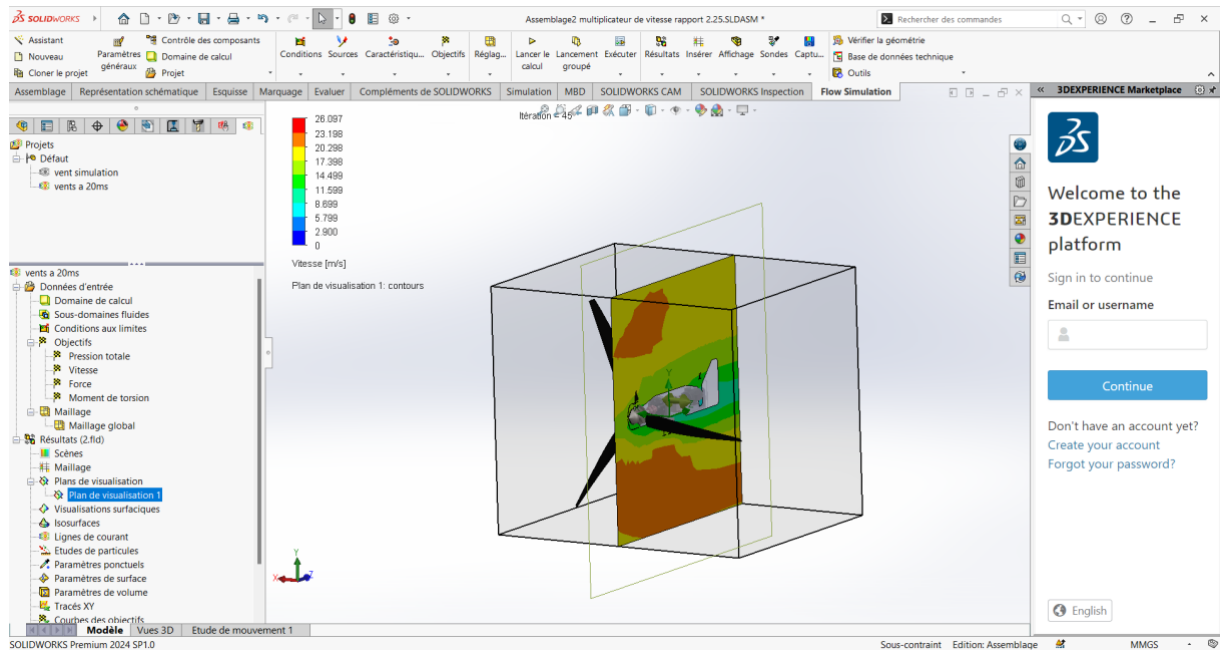 SOLIDWORKS
Assemblage2 multiplicateur de vitesse rapport 2.25.SLDASM *
Rechercher des commandes
Assistant
Nouveau
Cloner le projet
Paramètres généraux
Contrôle des composants
Domaine de calcul
Projet
Conditions
Sources
Caractéristiqu...
Objectifs
Réglag...
Lancer le calcul
Lancement groupé
Exécuter
Résultats
Insérer
Affichage
Sondes
Captu...
Vérifier la géométrie
Base de données technique
Outils
Assemblage
Représentation schématique
Esquisse
Marquage
Evaluer
Compléments de SOLIDWORKS
Simulation
MBD
SOLIDWORKS CAM
SOLIDWORKS Inspection
Flow Simulation
3DEXPERIENCE Marketplace
Projets
Défaut
vent simulation
vents a 20ms
vents a 20ms
Données d'entrée
Domaine de calcul
Sous-domaines fluides
Conditions aux limites
Objectifs
Pression totale
Vitesse
Force
Moment de torsion
Maillage
Maillage global
Résultats (2.fld)
Scènes
Maillage
Plans de visualisation
Plan de visualisation 1
Visualisations surfaciques
Isosurfaces
Lignes de courant
Etudes de particules
Paramètres ponctuels
Paramètres de surface
Paramètres de volume
Tracés XY
Courbes des objectifs
Itération = 45
26.097
23.198
20.298
17.398
14.499
11.599
8.699
5.799
2.900
0
Vitesse [m/s]
Plan de visualisation 1: contours
Y
Y
X
Z
Welcome to the
3DEXPERIENCE
platform
Sign in to continue
Email or username
Continue
Don't have an account yet?
Create your account
Forgot your password?
English
Modèle
Vues 3D
Etude de mouvement 1
SOLIDWORKS Premium 2024 SP1.0
Sous-contraint
Edition: Assemblage
MMGS